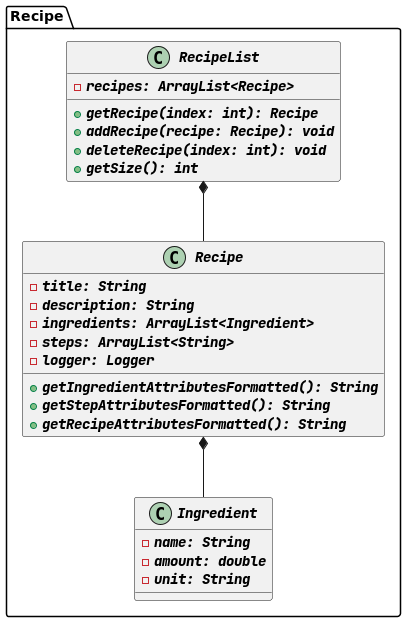 Recipe
C RecipeList
recipes: ArrayList<Recipe>
getRecipe(index: int): Recipe
addRecipe(recipe: Recipe): void
deleteRecipe(index: int): void
getSize(): int
C Recipe
title: String
description: String
ingredients: ArrayList<Ingredient>
steps: ArrayList<String>
logger: Logger
getIngredientAttributesFormatted(): String
getStepAttributesFormatted(): String
getRecipeAttributesFormatted(): String
C Ingredient
name: String
amount: double
unit: String